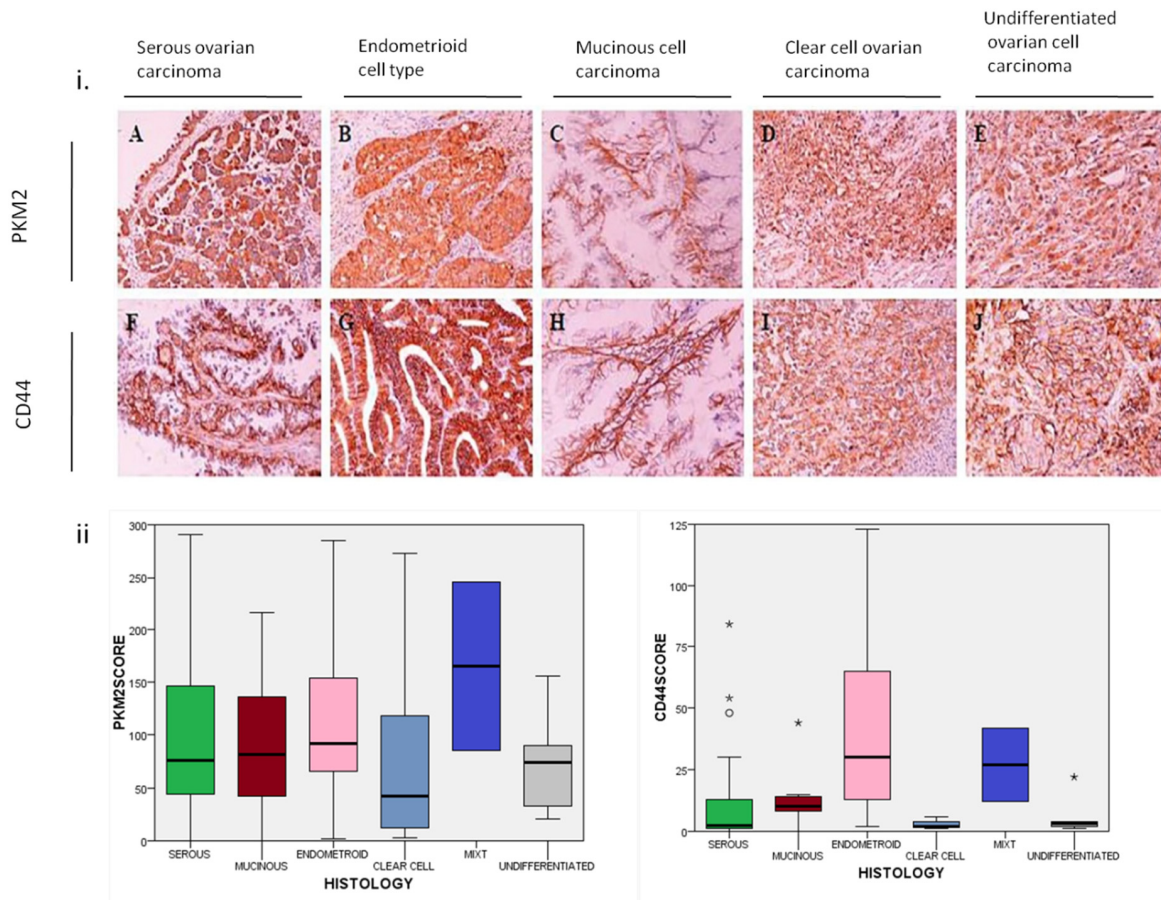 i.
Serous ovarian
carcinoma
Endometrioid
cell type
Mucinous cell
carcinoma
Clear cell ovarian
carcinoma
Undifferentiated
ovarian cell
carcinoma
PKM2
A
B
C
D
E
CD44
F
G
H
I
J
ii
PKM2SCORE
300
250
200
150
100
50
0
SEROUS
MUCINOUS
ENDOMETROID
CLEAR CELL
MIXT
UNDIFFERENTIATED
HISTOLOGY
CD44SCORE
125
100
75
50
25
0
SEROUS
MUCINOUS
ENDOMETROID
CLEAR CELL
MIXT
UNDIFFERENTIATED
HISTOLOGY